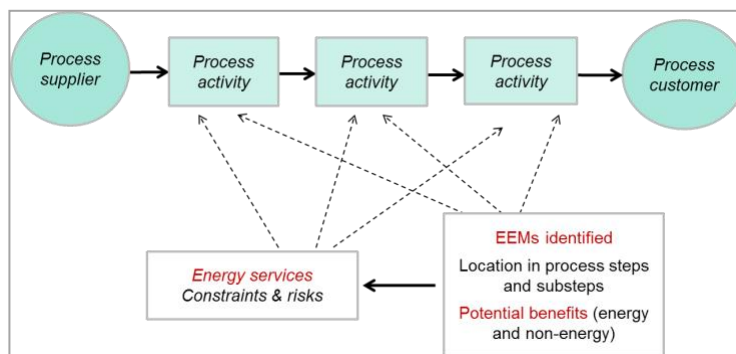 Process
supplier
Process
activity
Process
activity
Process
activity
Process
customer
Energy services
Constraints & risks
EEMs identified
Location in process steps
and substeps
Potential benefits (energy
and non-energy)